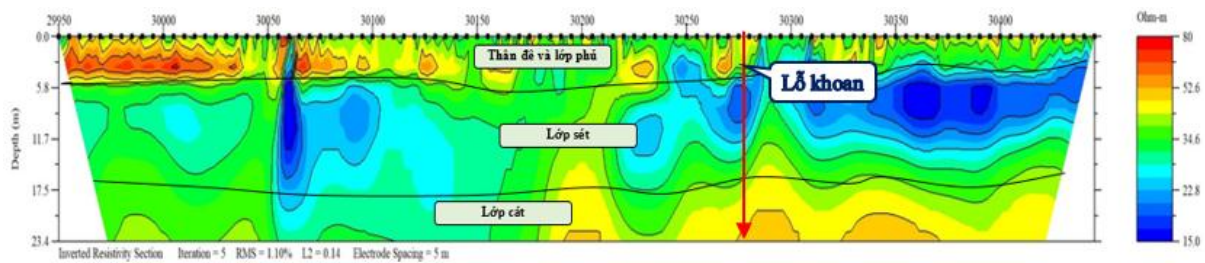 29950 30000 30050 30100 30150 30200 30250 30300 30350 30400 Ohm-m
0.0
5.8
11.7
17.5
23.4
Depth (m)
Thân đê và lớp phủ
Lỗ khoan
Lớp sét
Lớp cát
80
52.6
34.6
22.8
15.0
Inverted Resistivity Section Iteration = 5 RMS = 1.10% L2 = 0.14 Electrode Spacing = 5 m